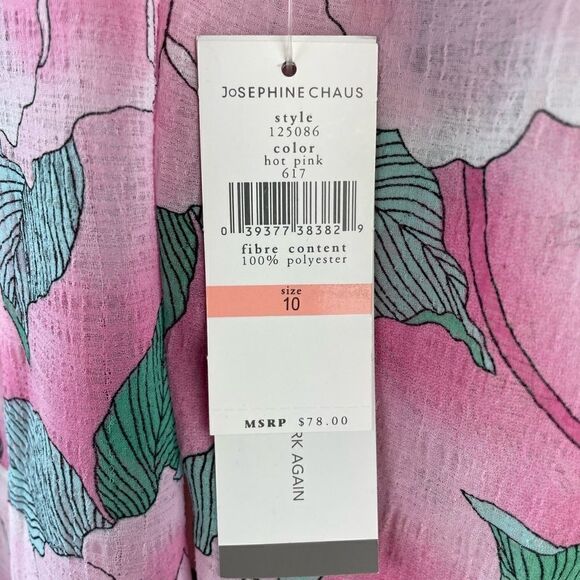 JoSEPHINE CHAUS
style
125086
color
hot pink
617
0 39377 38382 9
fibre content
100% polyester
size
10
MSRP $78.00
AGAIN